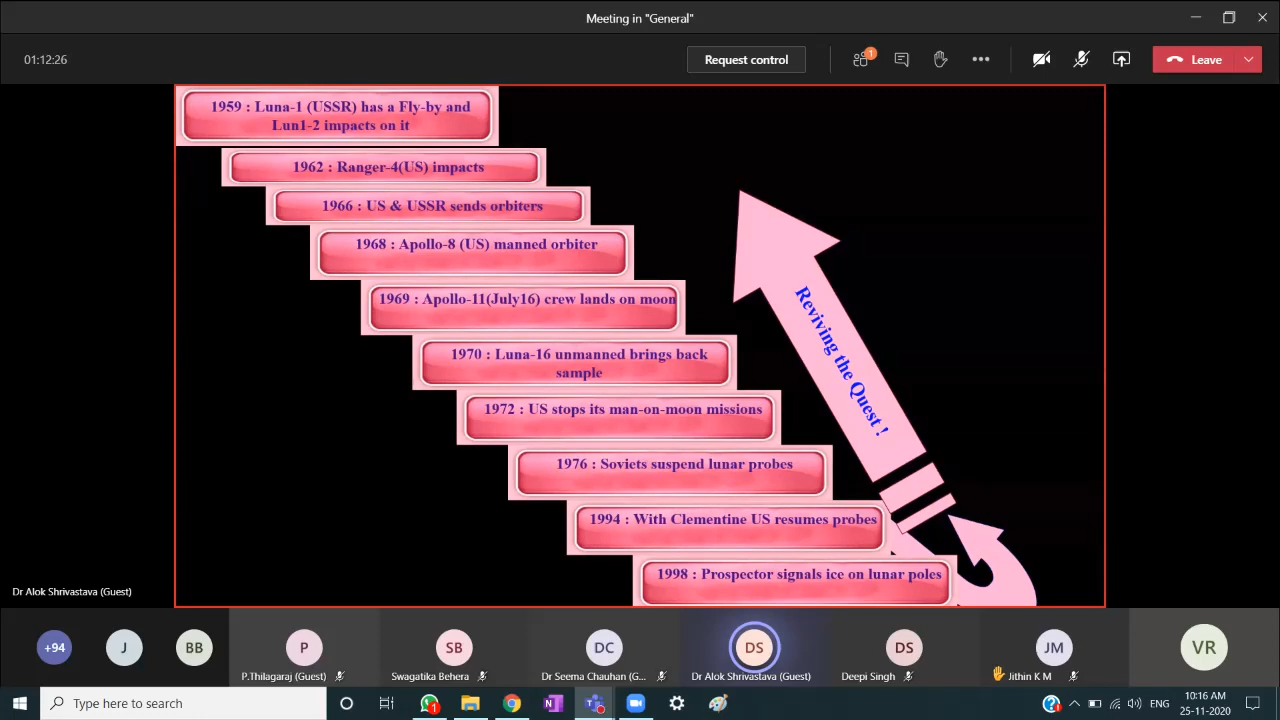 Meeting in "General"
01:12:26
Request control
1
Leave
1959 : Luna-1 (USSR) has a Fly-by and
Lun1-2 impacts on it
1962 : Ranger-4(US) impacts
1966 : US & USSR sends orbiters
1968 : Apollo-8 (US) manned orbiter
1969 : Apollo-11(July16) crew lands on moon
1970 : Luna-16 unmanned brings back
sample
1972 : US stops its man-on-moon missions
1976 : Soviets suspend lunar probes
1994 : With Clementine US resumes probes
1998 : Prospector signals ice on lunar poles
Reviving the Quest !
Dr Alok Shrivastava (Guest)
+94
J
BB
P
P.Thilagaraj (Guest)
SB
Swagatika Behera
DC
Dr Seema Chauhan (G...
DS
Dr Alok Shrivastava (Guest)
DS
Deepi Singh
JM
Jithin K M
VR
Type here to search
1
10:16 AM
25-11-2020